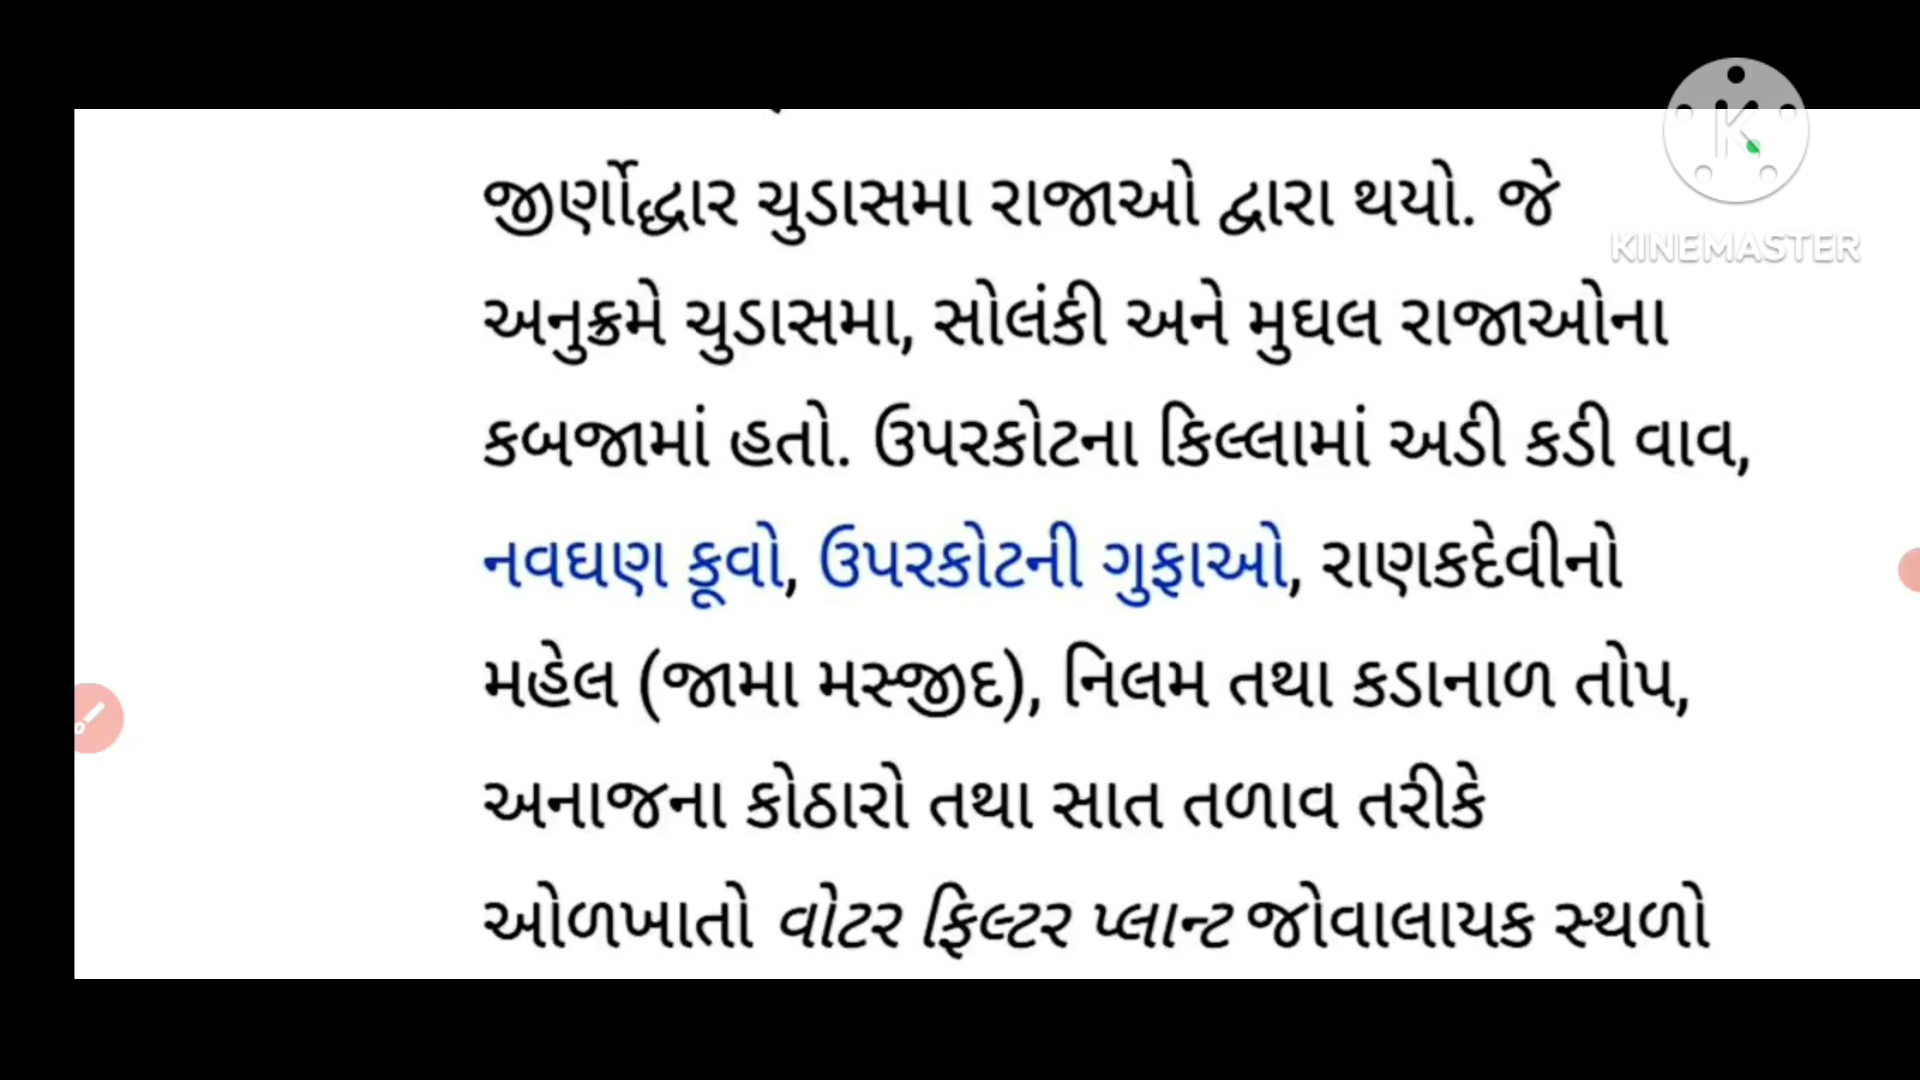 જીર્ણોદ્ધાર ચુડાસમા રાજાઓ દ્વારા થયો. જે
KINEMASTER
અનુક્રમે ચુડાસમા, સોલંકી અને મુઘલ રાજાઓના
કબજામાં હતો. ઉપરકોટના કિલ્લામાં અડી કડી વાવ,
નવઘણ કૂવો, ઉપરકોટની ગુફાઓ, રાણકદેવીનો
મહેલ (જામા મસ્જીદ), નિલમ તથા કડાનાળ તોપ,
અનાજના કોઠારો તથા સાત તળાવ તરીકે
ઓળખાતો વોટર ફિલ્ટર પ્લાન્ટ જોવાલાયક સ્થળો